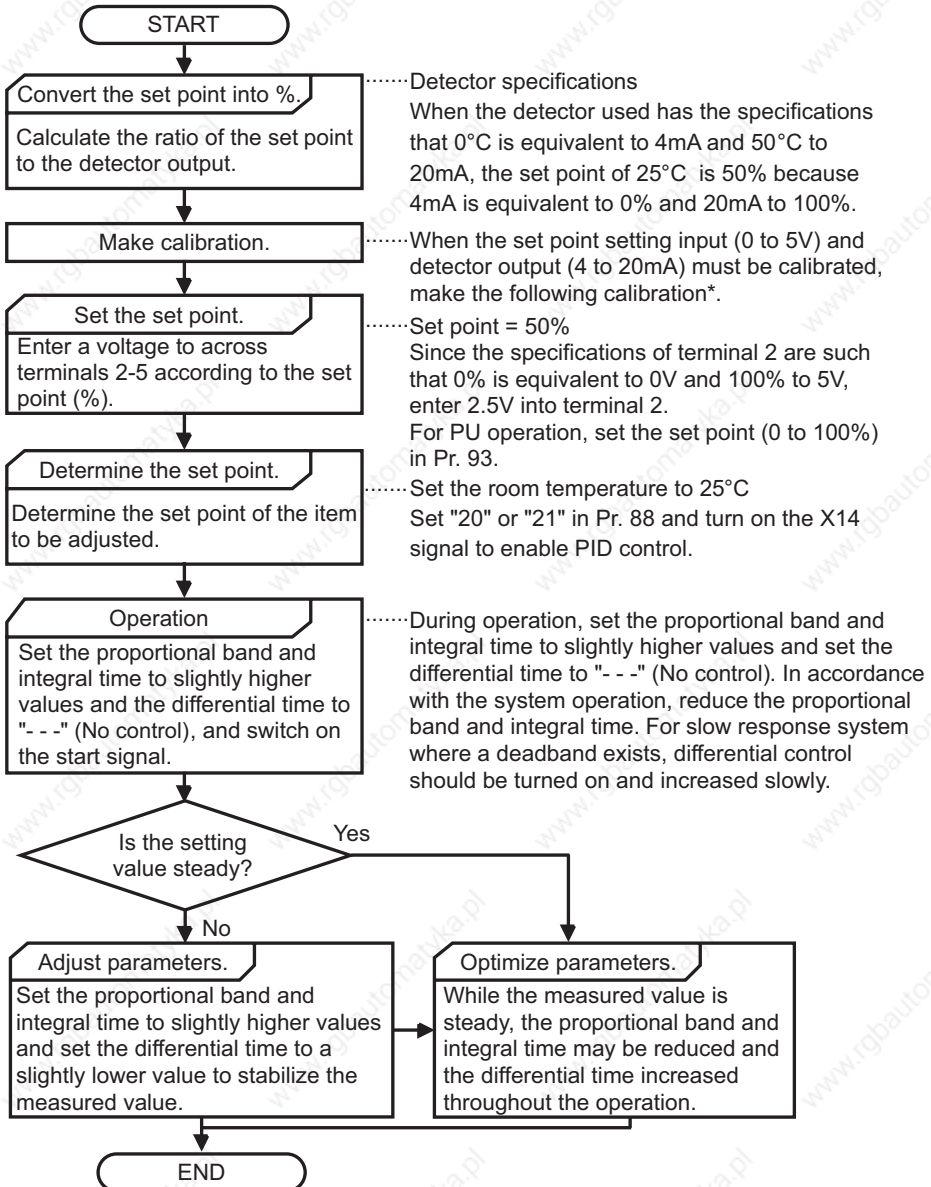 START
Convert the set point into %.
Calculate the ratio of the set point
to the detector output.
·······Detector specifications
When the detector used has the specifications
that 0°C is equivalent to 4mA and 50°C to
20mA, the set point of 25°C is 50% because
4mA is equivalent to 0% and 20mA to 100%.
Make calibration.
·······When the set point setting input (0 to 5V) and
detector output (4 to 20mA) must be calibrated,
make the following calibration*.
Set the set point.
Enter a voltage to across
terminals 2-5 according to the set
point (%).
·······Set point = 50%
Since the specifications of terminal 2 are such
that 0% is equivalent to 0V and 100% to 5V,
enter 2.5V into terminal 2.
For PU operation, set the set point (0 to 100%)
in Pr. 93.
Determine the set point.
Determine the set point of the item
to be adjusted.
·······Set the room temperature to 25°C
Set "20" or "21" in Pr. 88 and turn on the X14
signal to enable PID control.
Operation
Set the proportional band and
integral time to slightly higher
values and the differential time to
"- - -" (No control), and switch on
the start signal.
·······During operation, set the proportional band and
integral time to slightly higher values and set the
differential time to "- - -" (No control). In accordance
with the system operation, reduce the proportional
band and integral time. For slow response system
where a deadband exists, differential control
should be turned on and increased slowly.
Is the setting
value steady?
Yes
No
Adjust parameters.
Set the proportional band and
integral time to slightly higher values
and set the differential time to a
slightly lower value to stabilize the
measured value.
Optimize parameters.
While the measured value is
steady, the proportional band and
integral time may be reduced and
the differential time increased
throughout the operation.
END
www.rgbautomatyka.pl